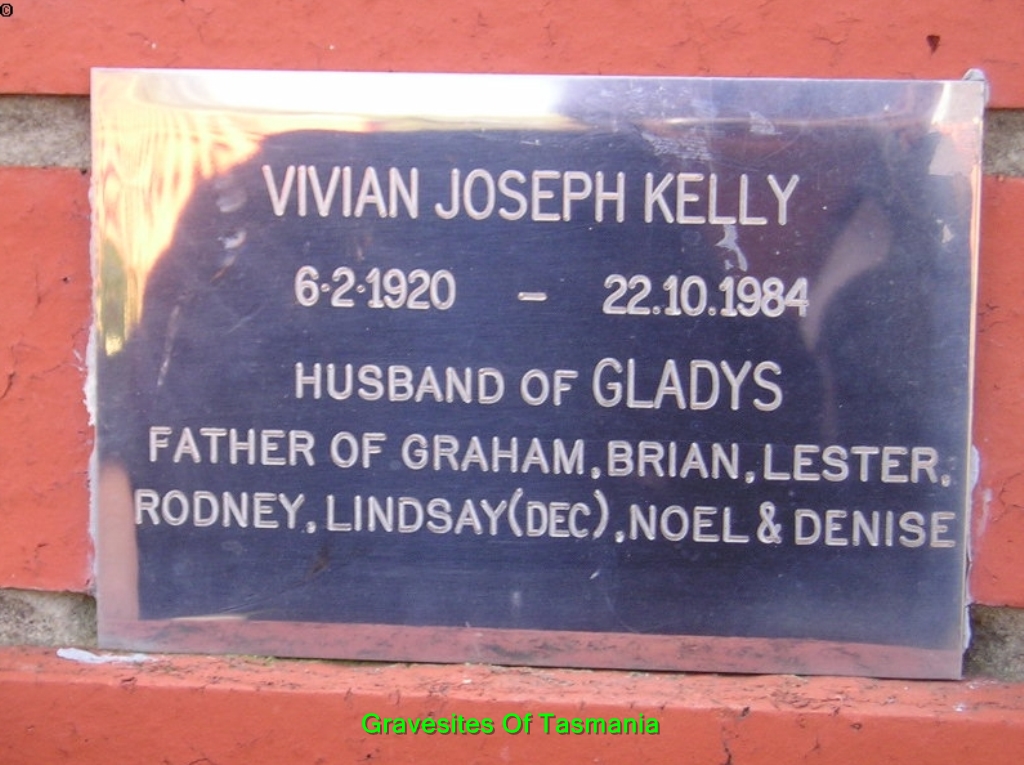 ©
VIVIAN JOSEPH KELLY
6·2·1920 – 22.10.1984
HUSBAND OF GLADYS
FATHER OF GRAHAM, BRIAN, LESTER,
RODNEY, LINDSAY (DEC), NOEL & DENISE
Gravesites Of Tasmania